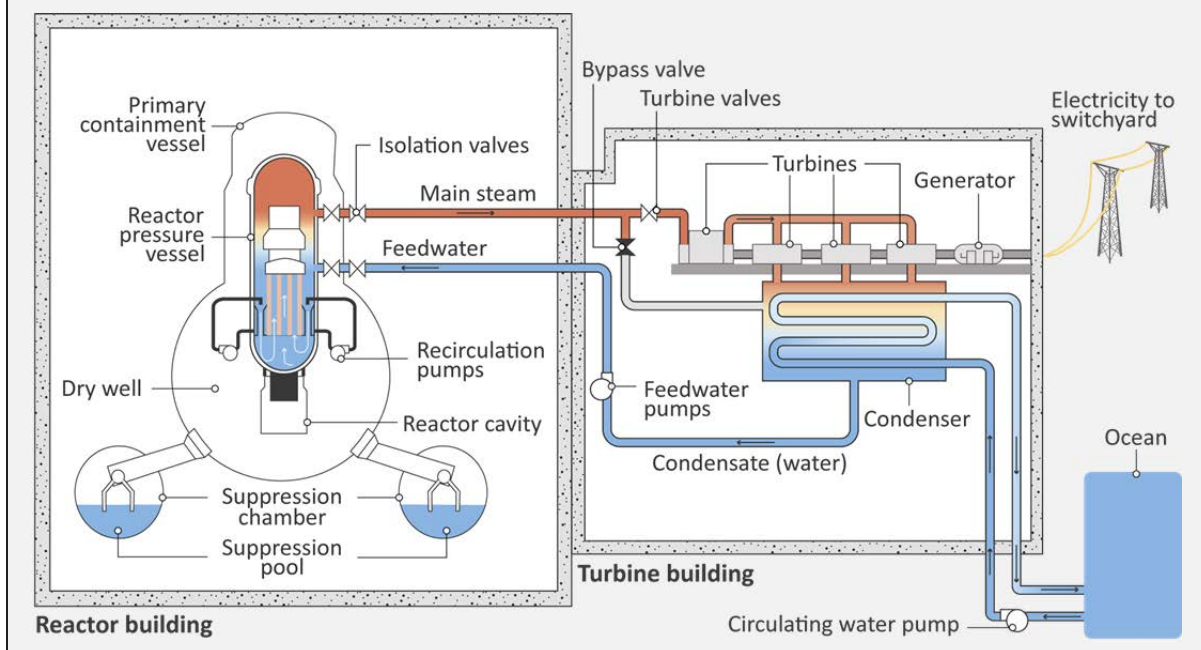 Bypass valve
Turbine valves
Electricity to
switchyard
Primary
containment
vessel
Isolation valves
Turbines
Generator
Main steam
Reactor
pressure
vessel
Feedwater
Recirculation
pumps
Dry well
Feedwater
pumps
Condenser
Reactor cavity
Ocean
Condensate (water)
Suppression
chamber
Suppression
pool
Turbine building
Reactor building
Circulating water pump